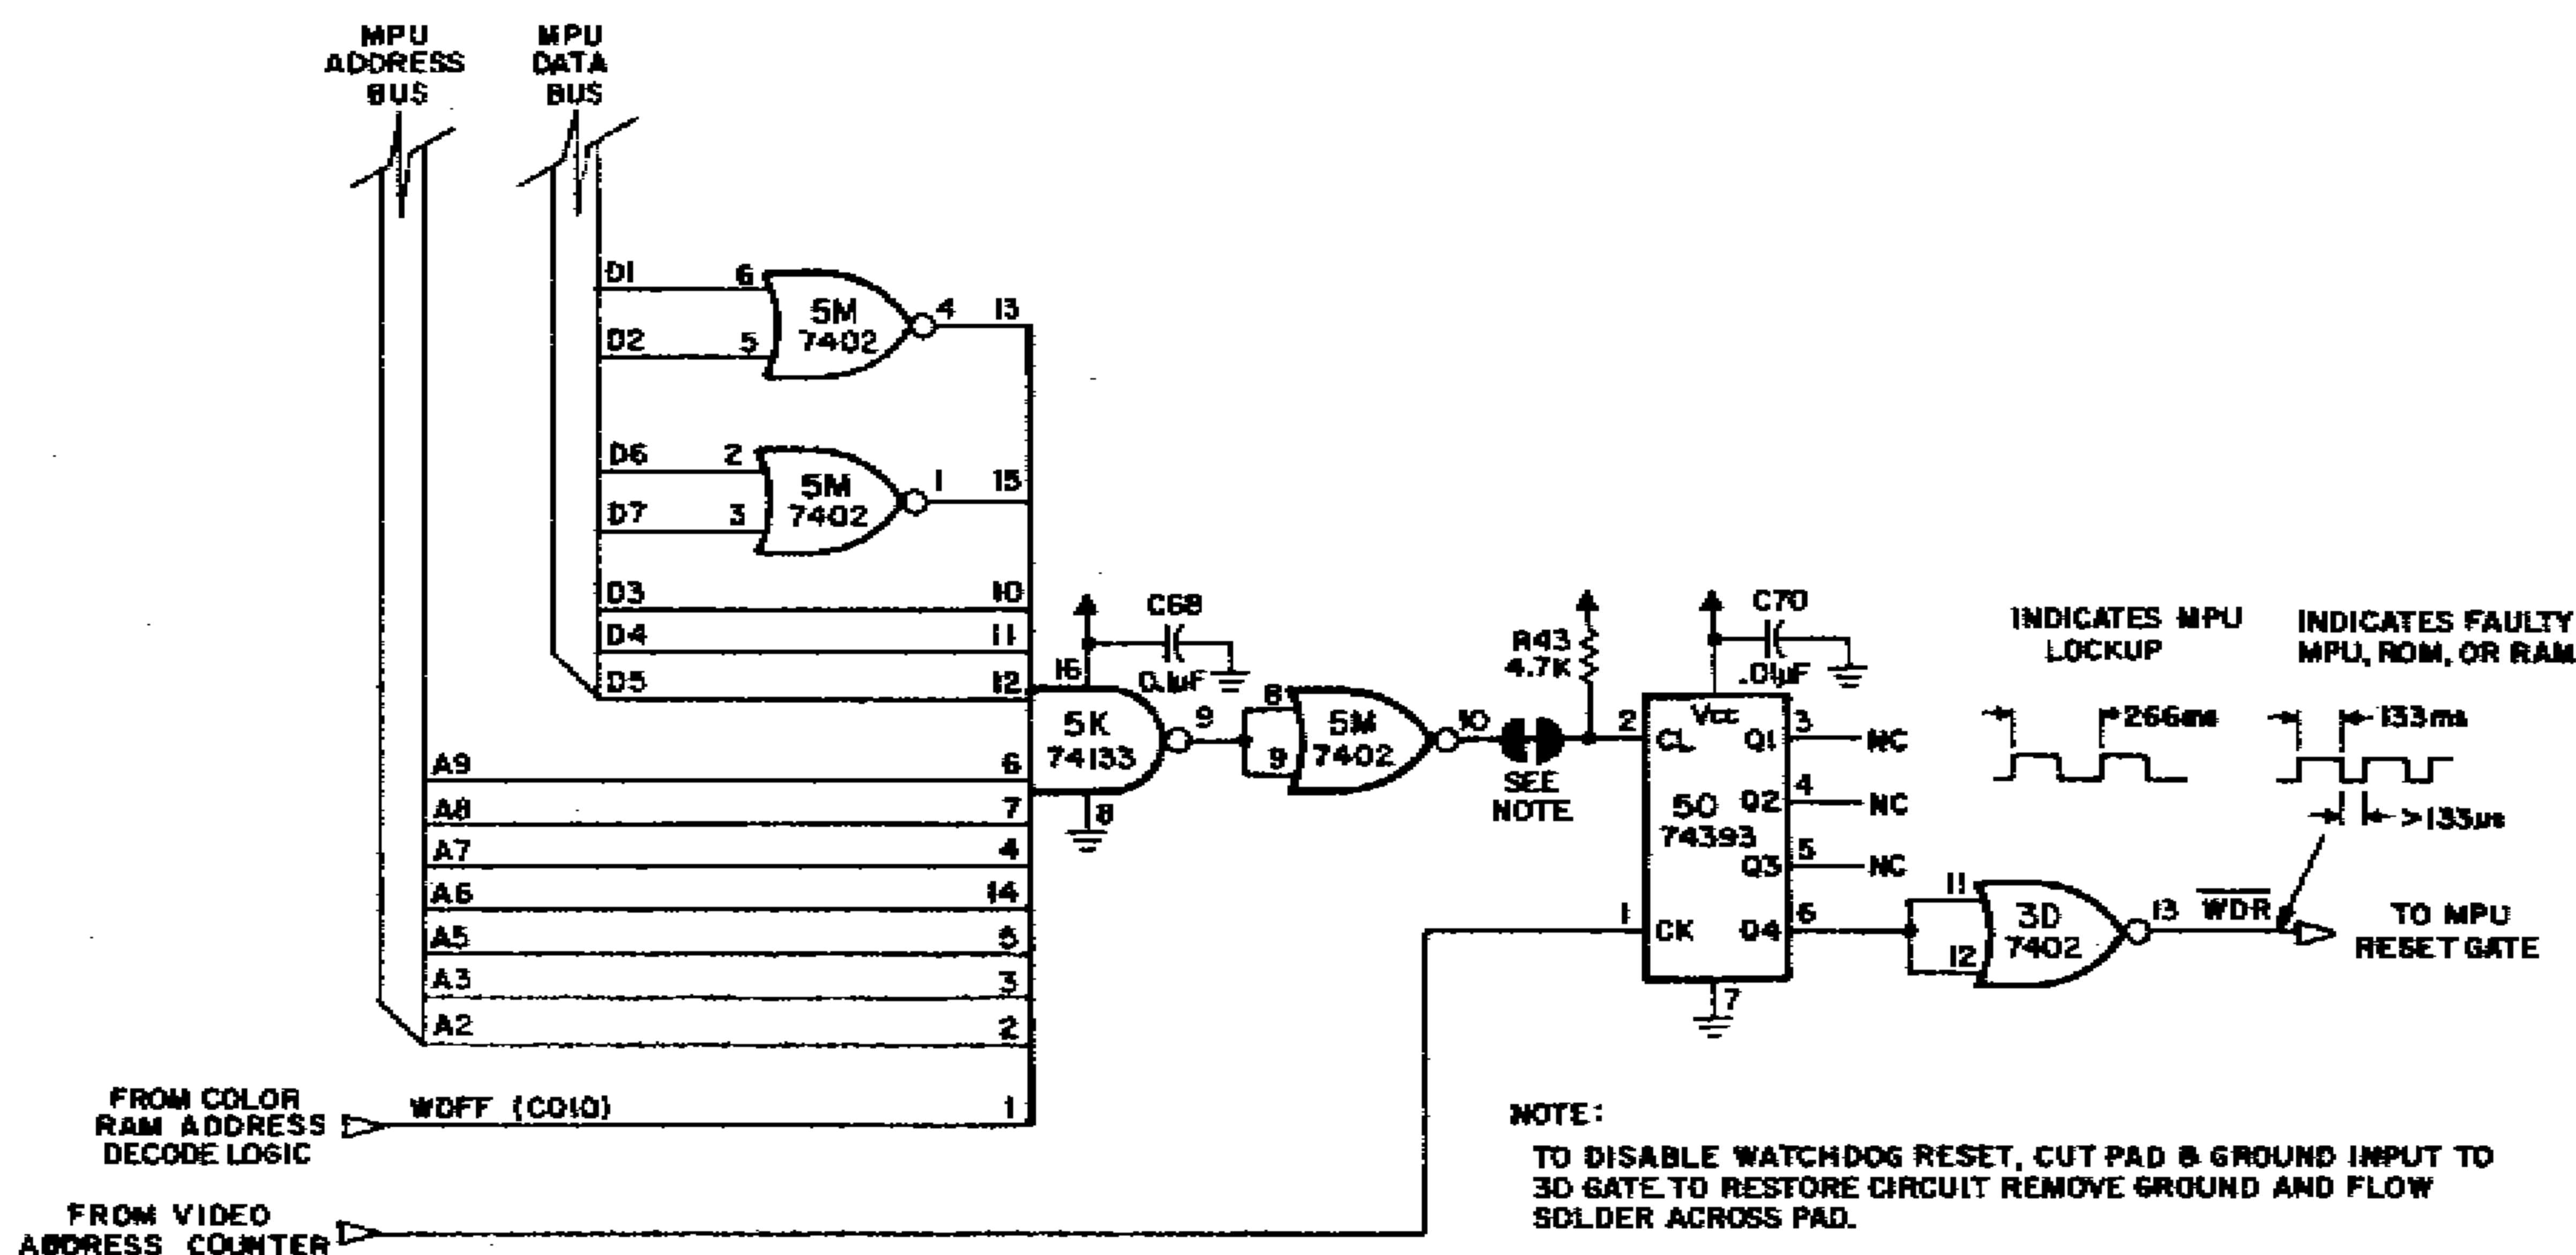 MPU
ADDRESS
BUS
MPU
DATA
BUS
D1
6
D2
5
5M
7402
4
13
D6
2
D7
3
5M
7402
1
15
D3
10
D4
11
D5
12
A9
6
A8
7
A7
4
A6
14
A5
5
A3
3
A2
2
FROM COLOR
RAM ADDRESS
DECODE LOGIC
WDFF (C010)
1
FROM VIDEO
ADDRESS COUNTER
16
C68
0.1µF
5K
74133
9
8
8
9
5M
7402
10
SEE
NOTE
R43
4.7K
2
CL
Vcc
C70
.01µF
Q1
3
NC
50
74393
Q2
4
NC
Q3
5
NC
1
CK
Q4
6
7
11
12
3D
7402
13
WDR
TO MPU
RESET GATE
INDICATES MPU
LOCKUP
266ms
INDICATES FAULTY
MPU, ROM, OR RAM
133ms
>133µs
NOTE:
TO DISABLE WATCHDOG RESET, CUT PAD & GROUND INPUT TO
3D GATE. TO RESTORE CIRCUIT REMOVE GROUND AND FLOW
SOLDER ACROSS PAD.